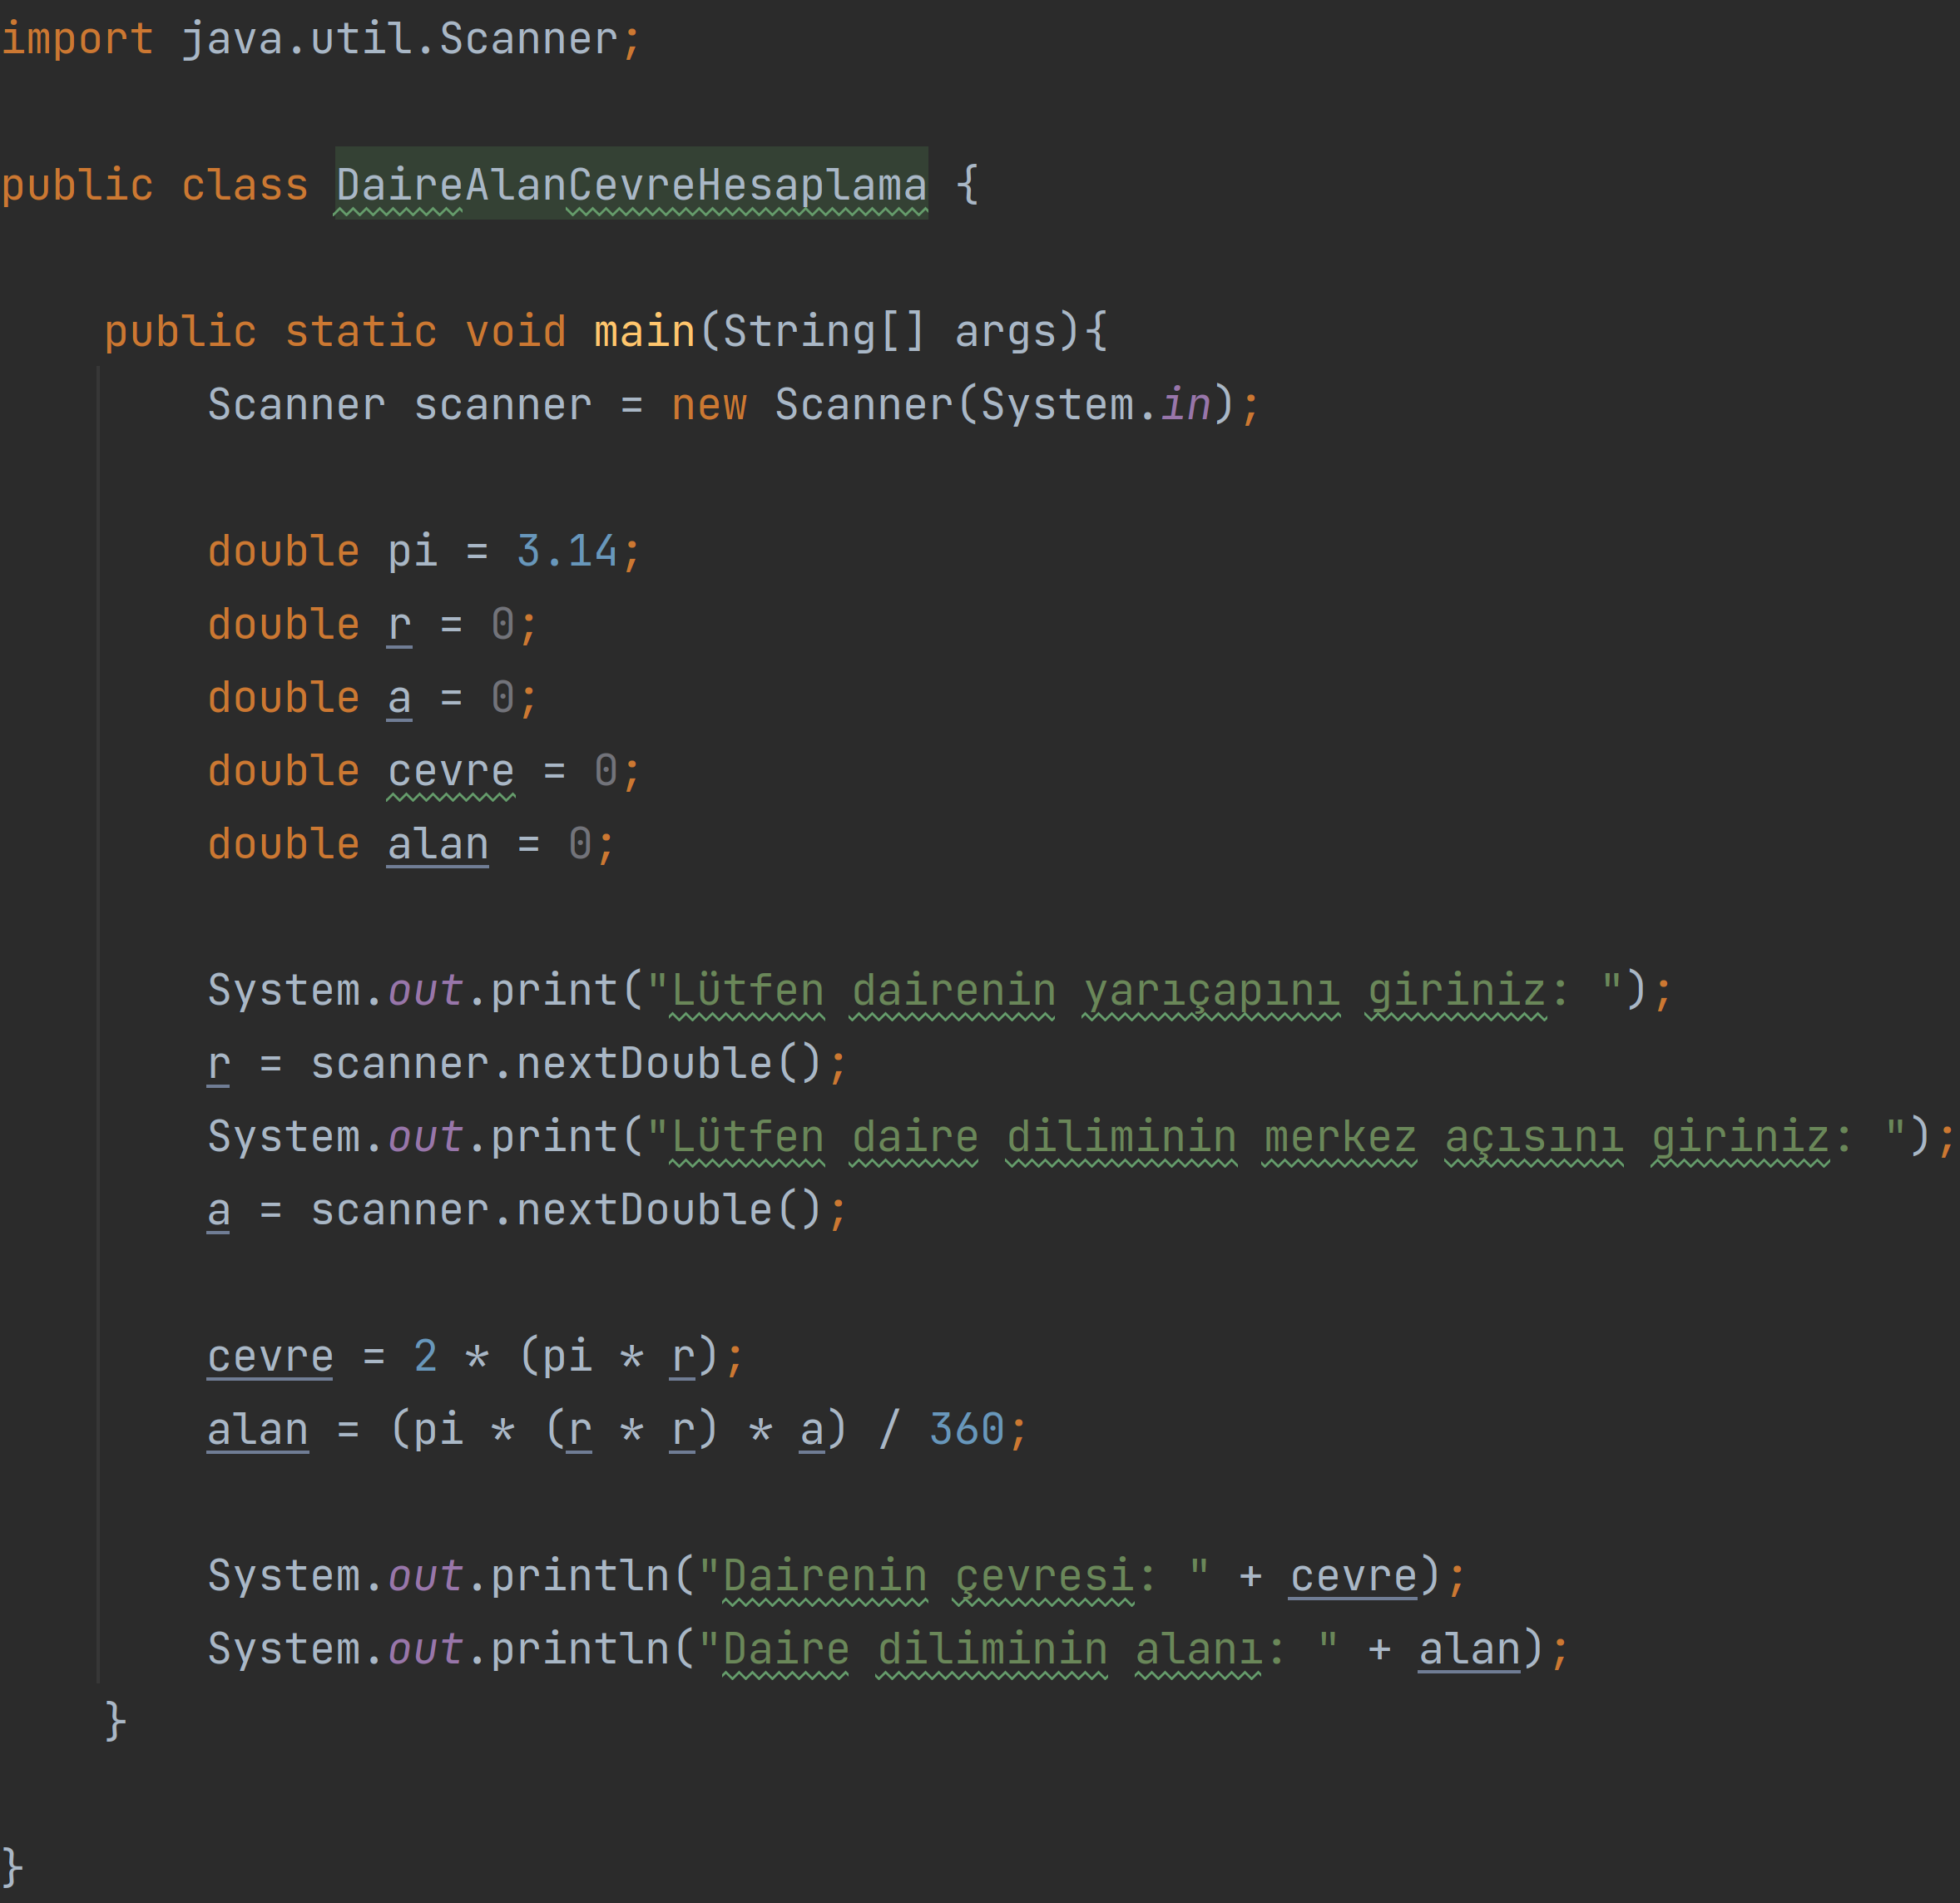 import java.util.Scanner;
public class DaireAlanCevreHesaplama {
public static void main(String[] args){
Scanner scanner = new Scanner(System.in);
double pi = 3.14;
double r = 0;
double a = 0;
double cevre = 0;
double alan = 0;
System.out.print("Lütfen dairenin yarıçapını giriniz: ");
r = scanner.nextDouble();
System.out.print("Lütfen daire diliminin merkez açısını giriniz: ");
a = scanner.nextDouble();
cevre = 2 * (pi * r);
alan = (pi * (r * r) * a) / 360;
System.out.println("Dairenin çevresi: " + cevre);
System.out.println("Daire diliminin alanı: " + alan);
}
}